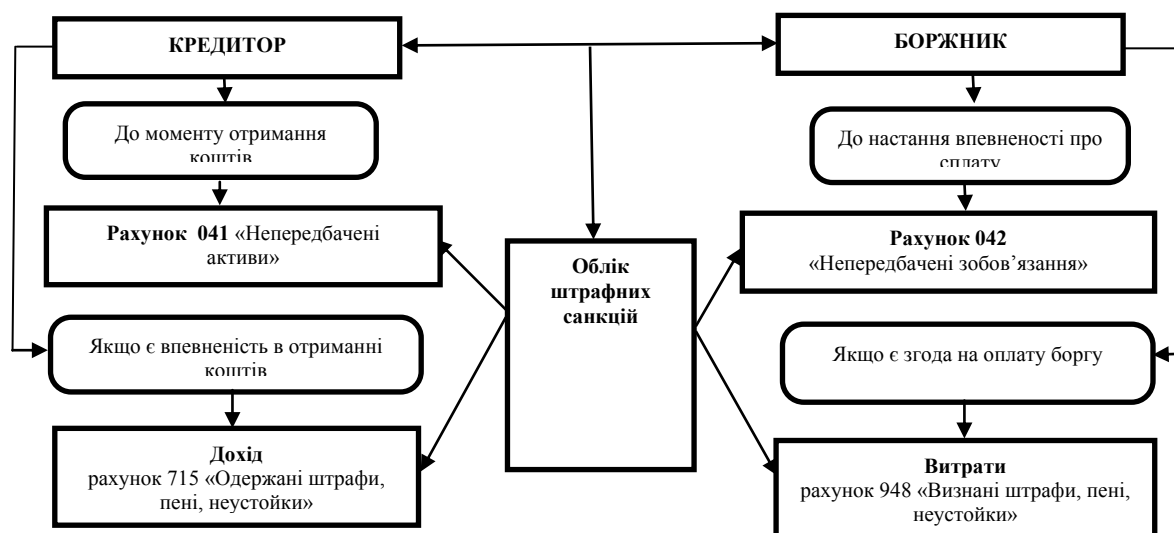 КРЕДИТОР
БОРЖНИК
До моменту отримання
коштів
До настання впевненості про
сплату
Рахунок 041 «Непередбачені
активи»
Облік
штрафних
санкцій
Рахунок 042
«Непередбачені зобов’язання»
Якщо є впевненість в отриманні
коштів
Якщо є згода на оплату боргу
Дохід
рахунок 715 «Одержані штрафи,
пені, неустойки»
Витрати
рахунок 948 «Визнані штрафи, пені,
неустойки»